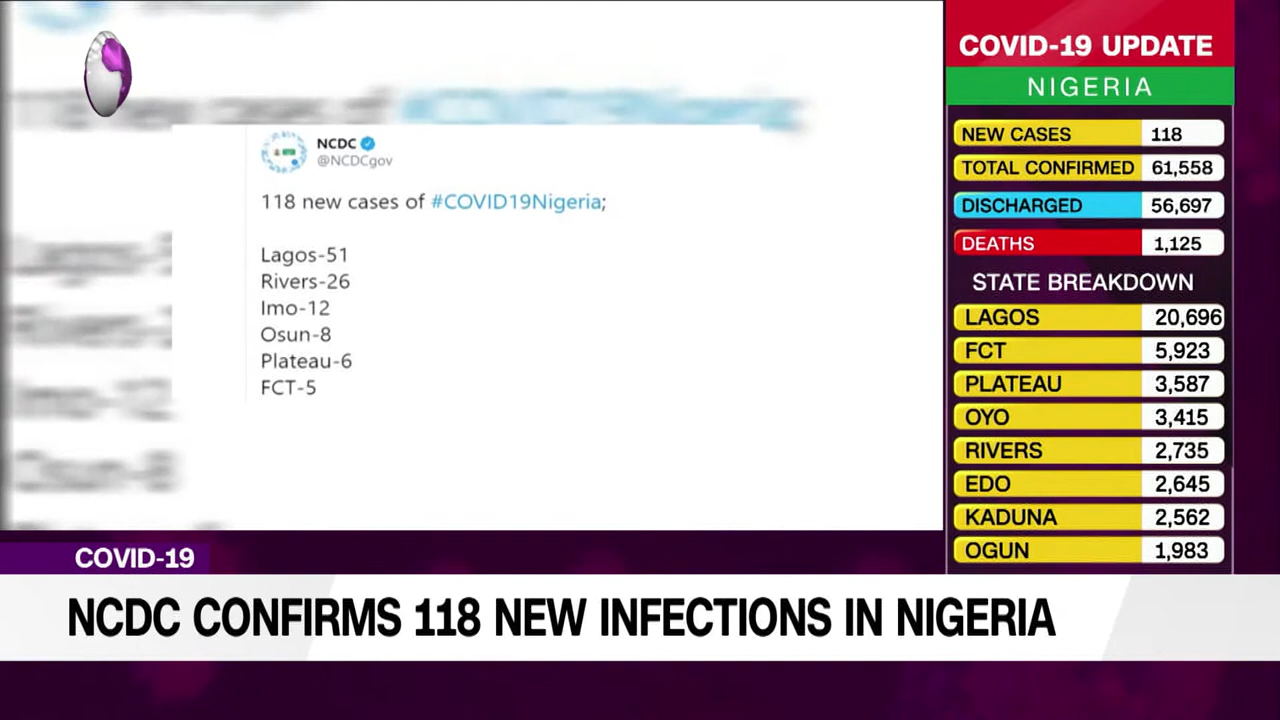 NCDC
@NCDCgov
118 new cases of #COVID19Nigeria;
Lagos-51
Rivers-26
Imo-12
Osun-8
Plateau-6
FCT-5
COVID-19 UPDATE
NIGERIA
NEW CASES 118
TOTAL CONFIRMED 61,558
DISCHARGED 56,697
DEATHS 1,125
STATE BREAKDOWN
LAGOS 20,696
FCT 5,923
PLATEAU 3,587
OYO 3,415
RIVERS 2,735
EDO 2,645
KADUNA 2,562
OGUN 1,983
COVID-19
NCDC CONFIRMS 118 NEW INFECTIONS IN NIGERIA